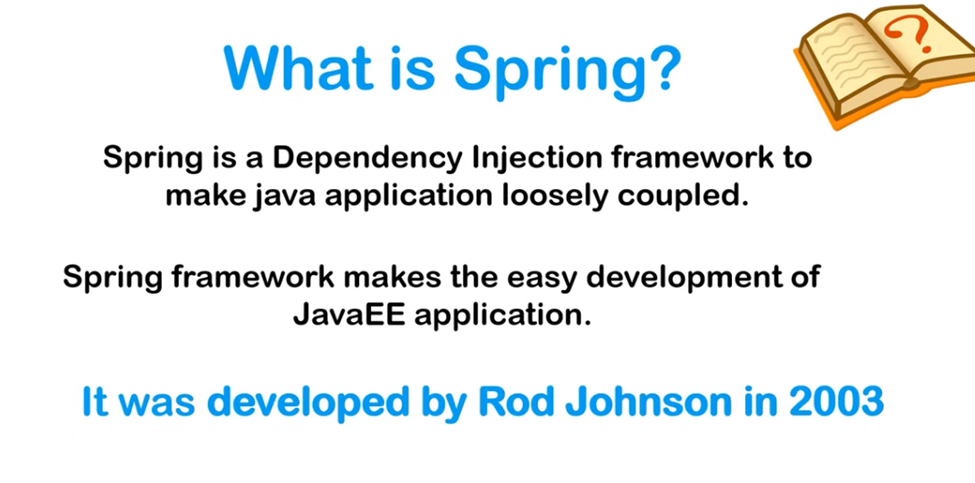 What is Spring?
Spring is a Dependency Injection framework to
make java application loosely coupled.
Spring framework makes the easy development of
JavaEE application.
It was developed by Rod Johnson in 2003